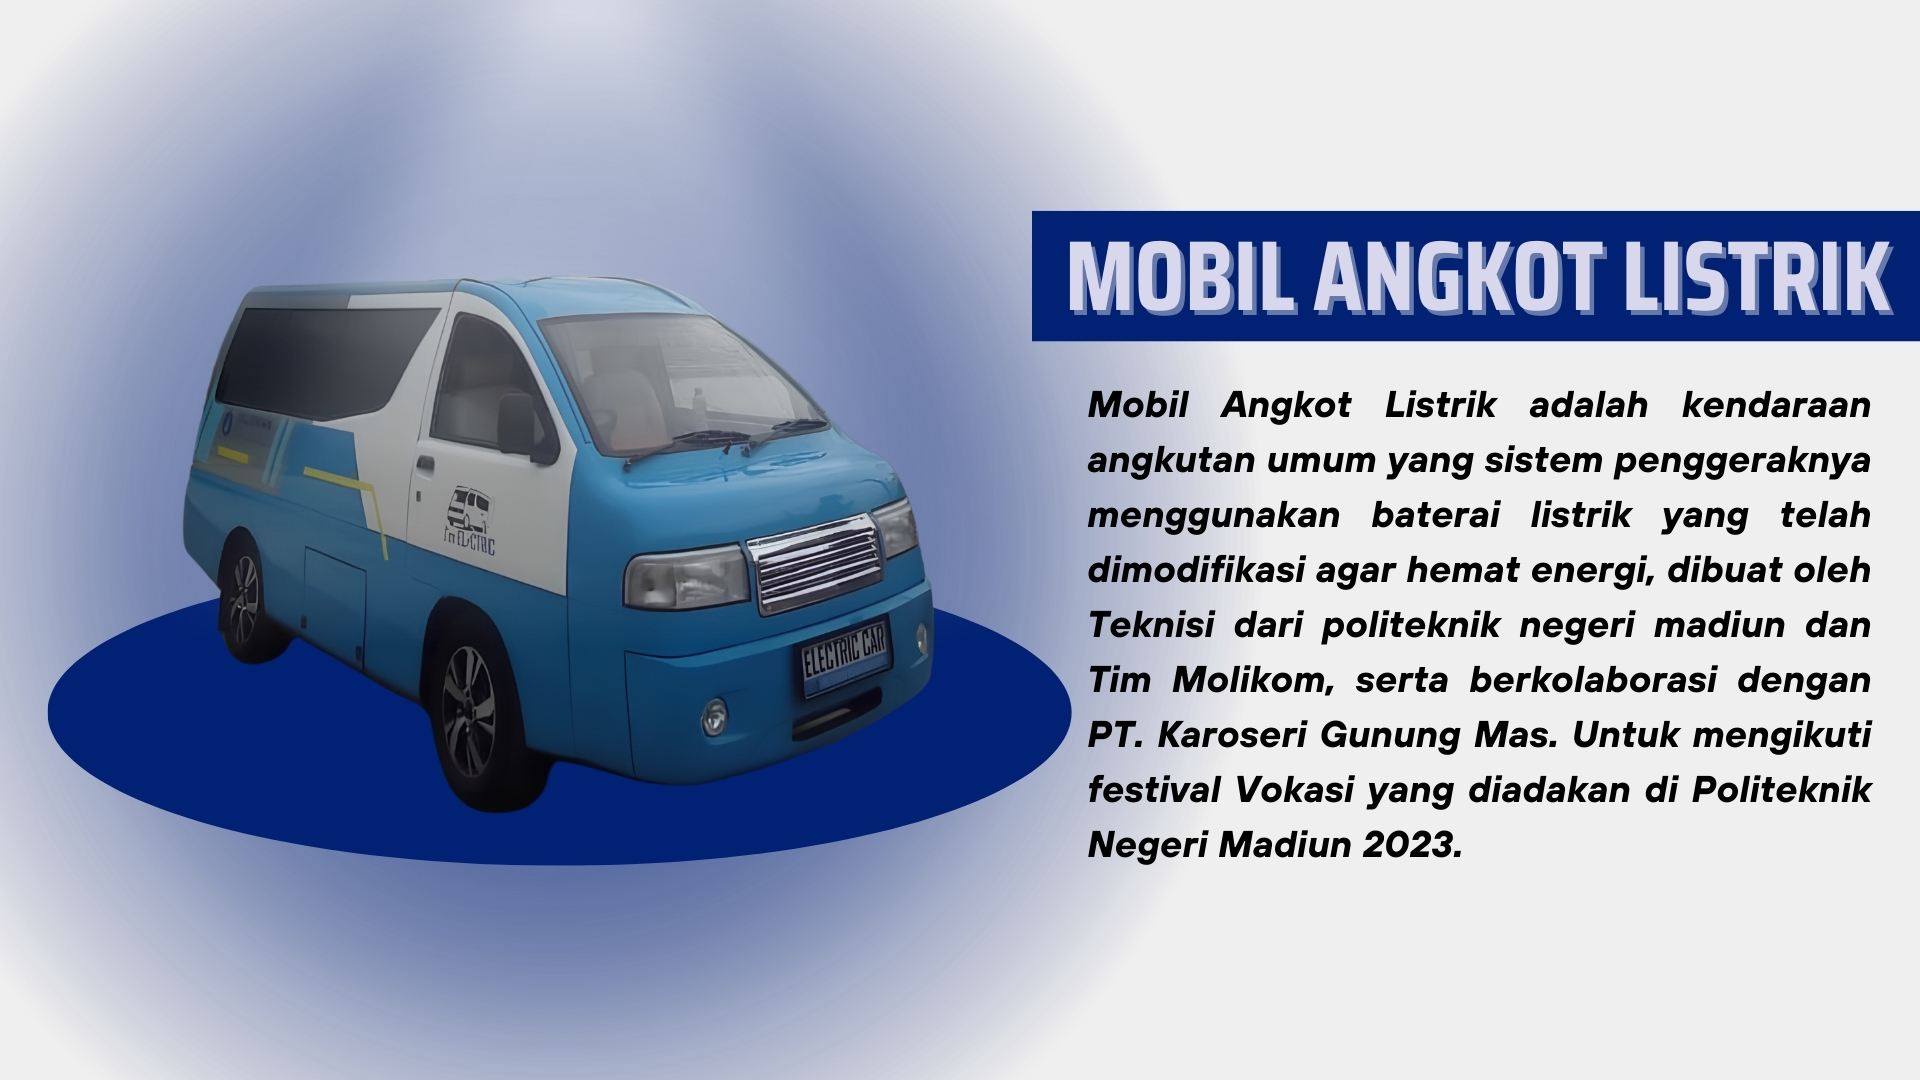 MOBIL ANGKOT LISTRIK
Mobil Angkot Listrik adalah kendaraan
angkutan umum yang sistem penggeraknya
menggunakan baterai listrik yang telah
dimodifikasi agar hemat energi, dibuat oleh
Teknisi dari politeknik negeri madiun dan
Tim Molikom, serta berkolaborasi dengan
PT. Karoseri Gunung Mas. Untuk mengikuti
festival Vokasi yang diadakan di Politeknik
Negeri Madiun 2023.
ELECTRIC CAR